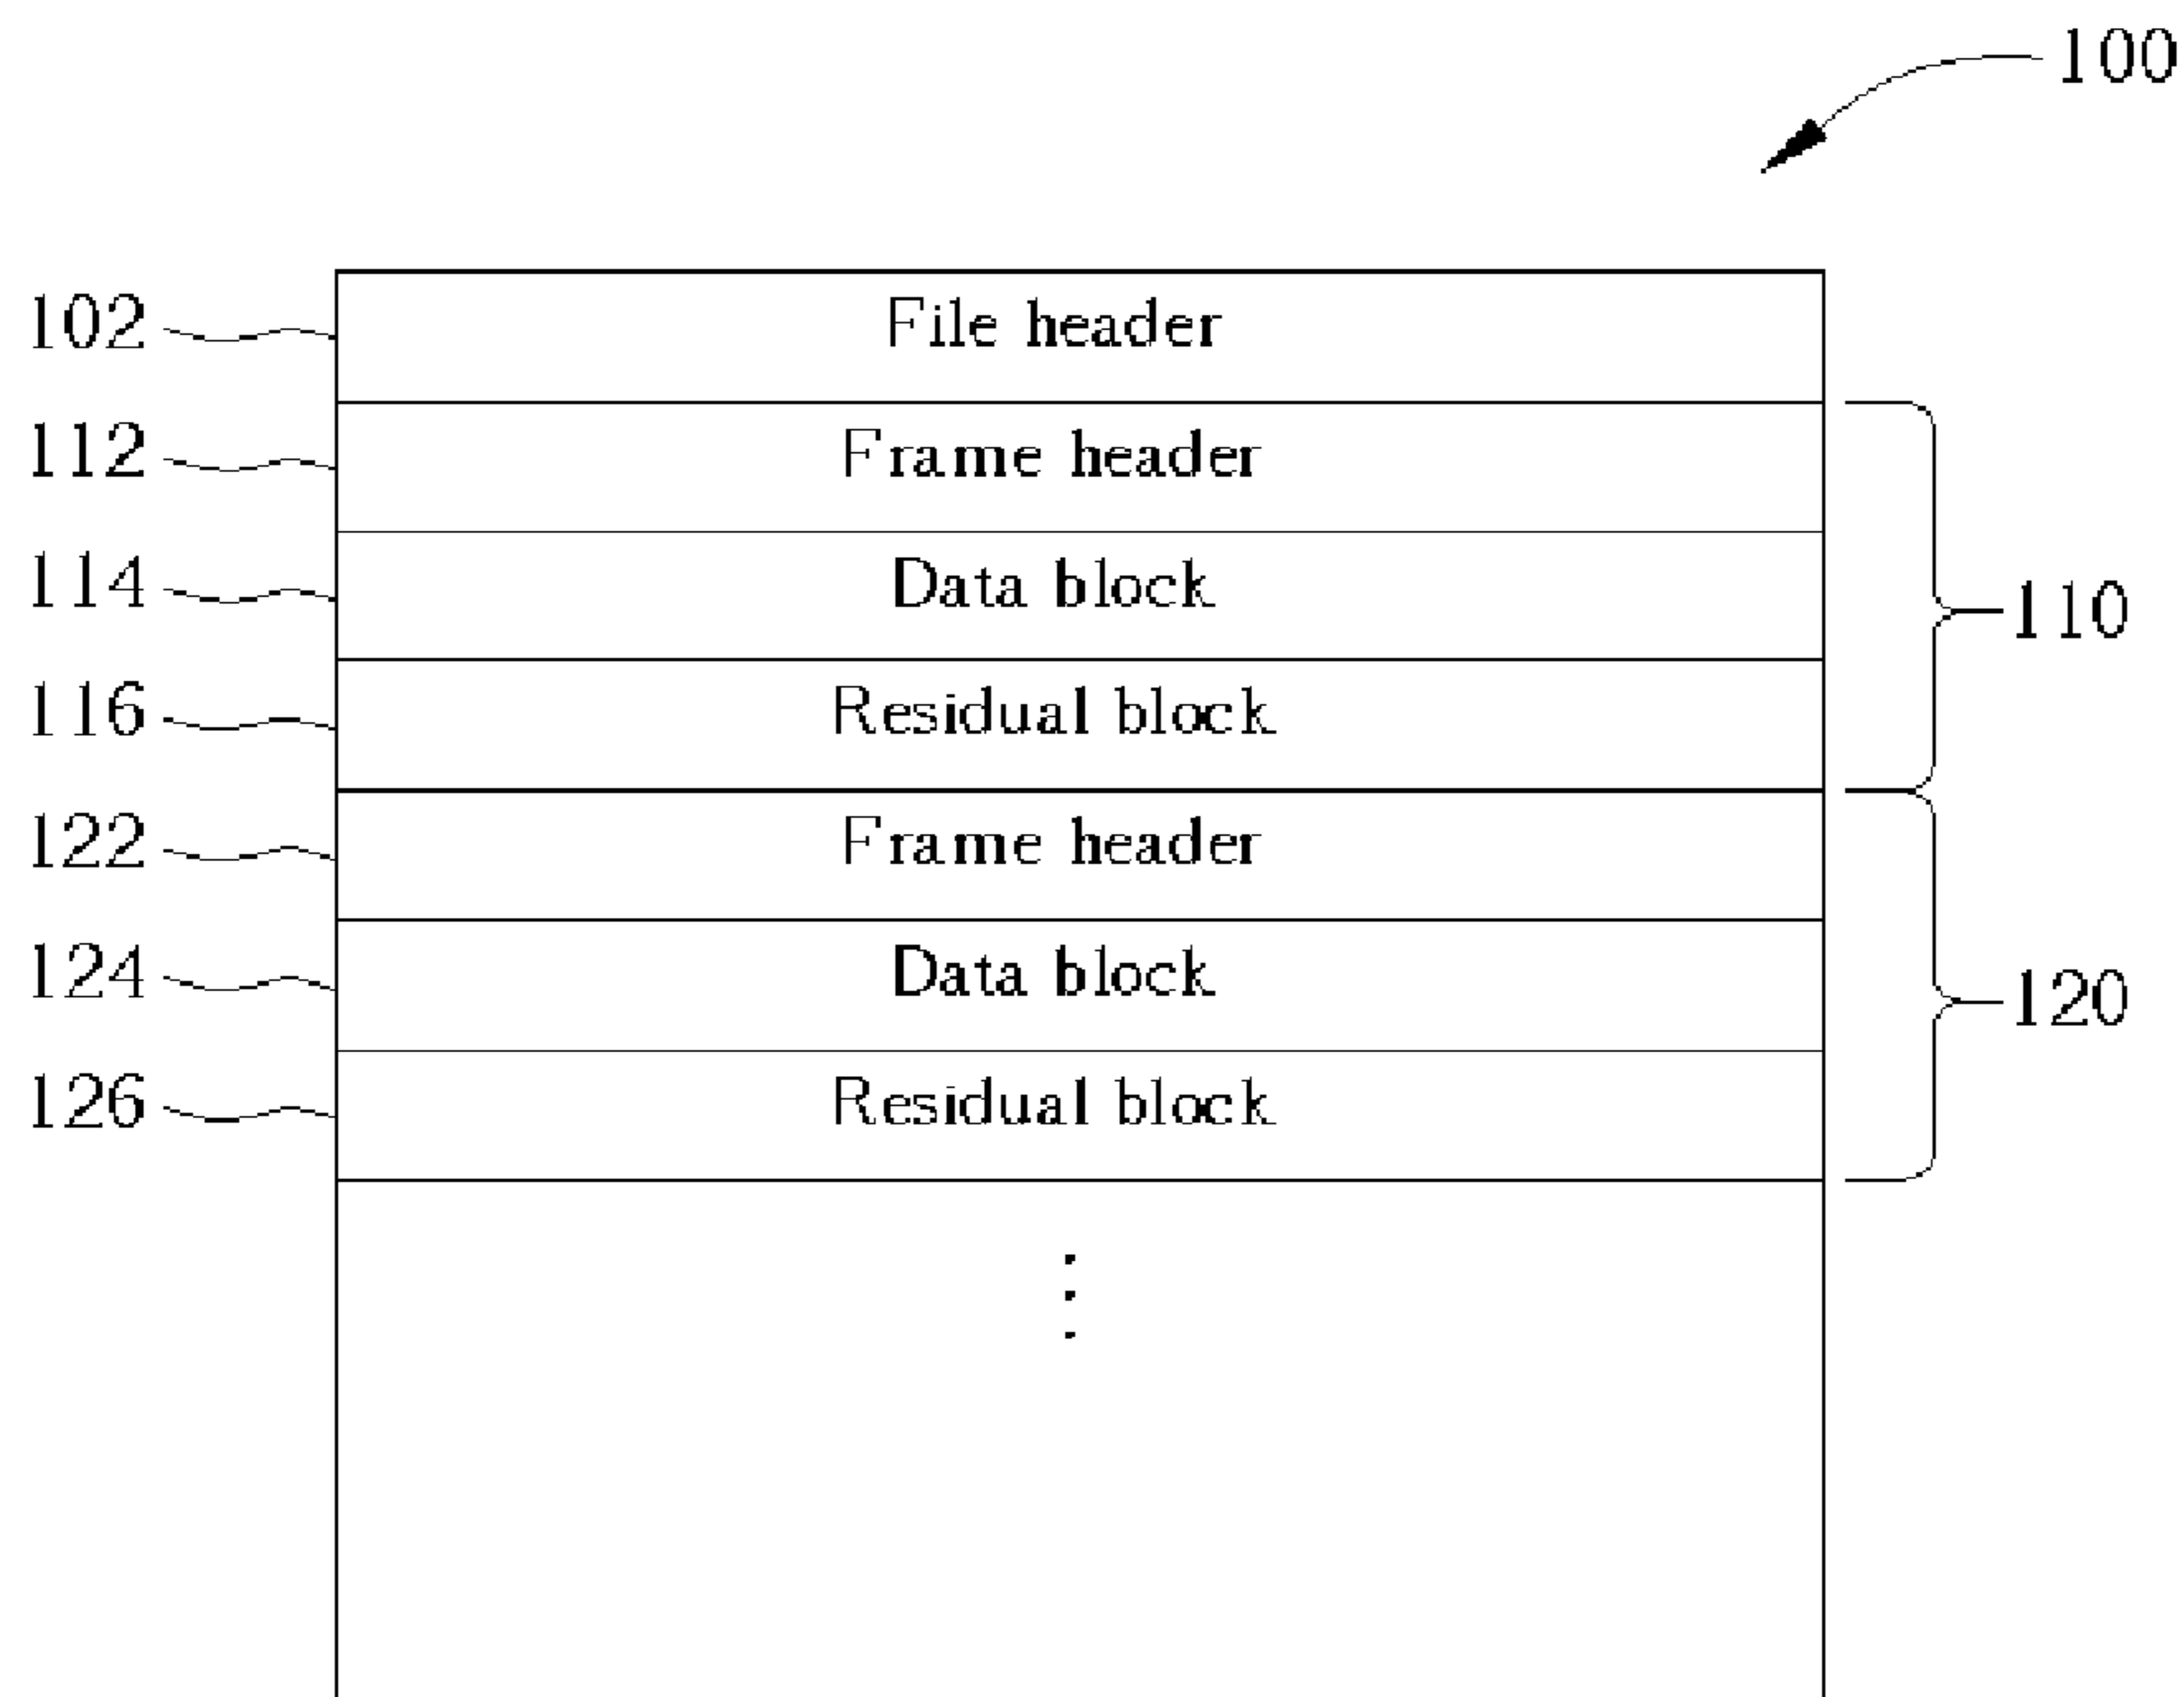 100
102 File header
112 Frame header
114 Data block
110
116 Residual block
122 Frame header
124 Data block
120
126 Residual block